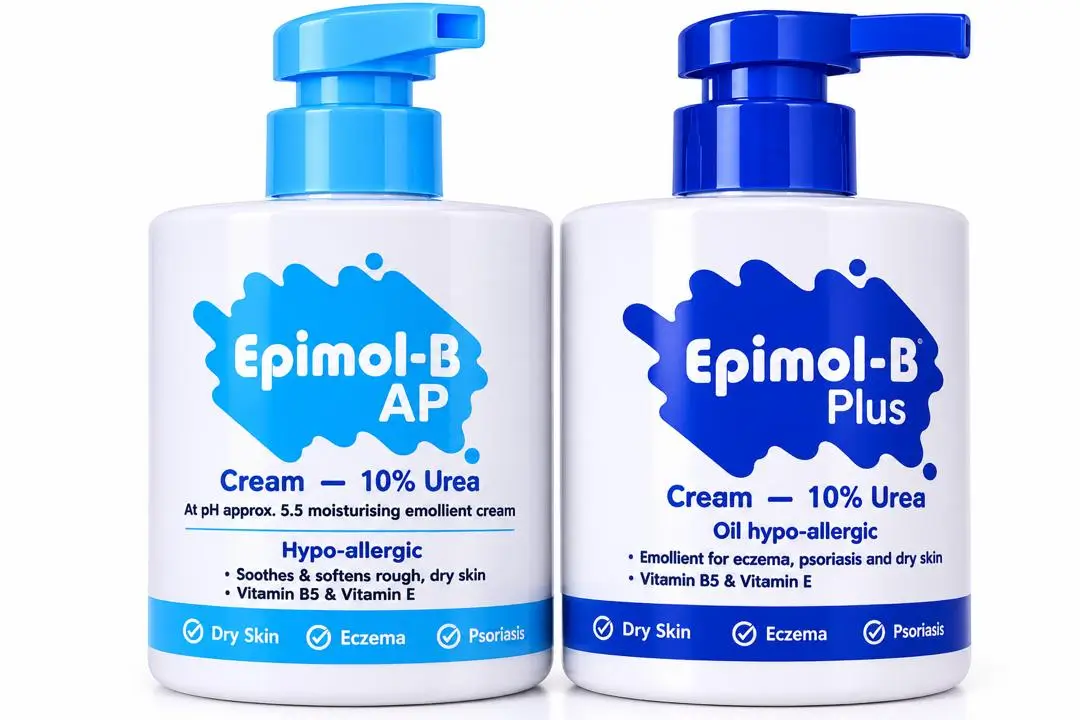 Epimol-B
AP
Cream — 10% Urea
At pH approx. 5.5 moisturising emollient cream
Hypo-allergic
• Soothes & softens rough, dry skin
• Vitamin B5 & Vitamin E
Dry Skin
Eczema
Psoriasis
Epimol-B®
Plus
Cream — 10% Urea
Oil hypo-allergic
• Emollient for eczema, psoriasis and dry skin
• Vitamin B5 & Vitamin E
Dry Skin
Eczema
Psoriasis